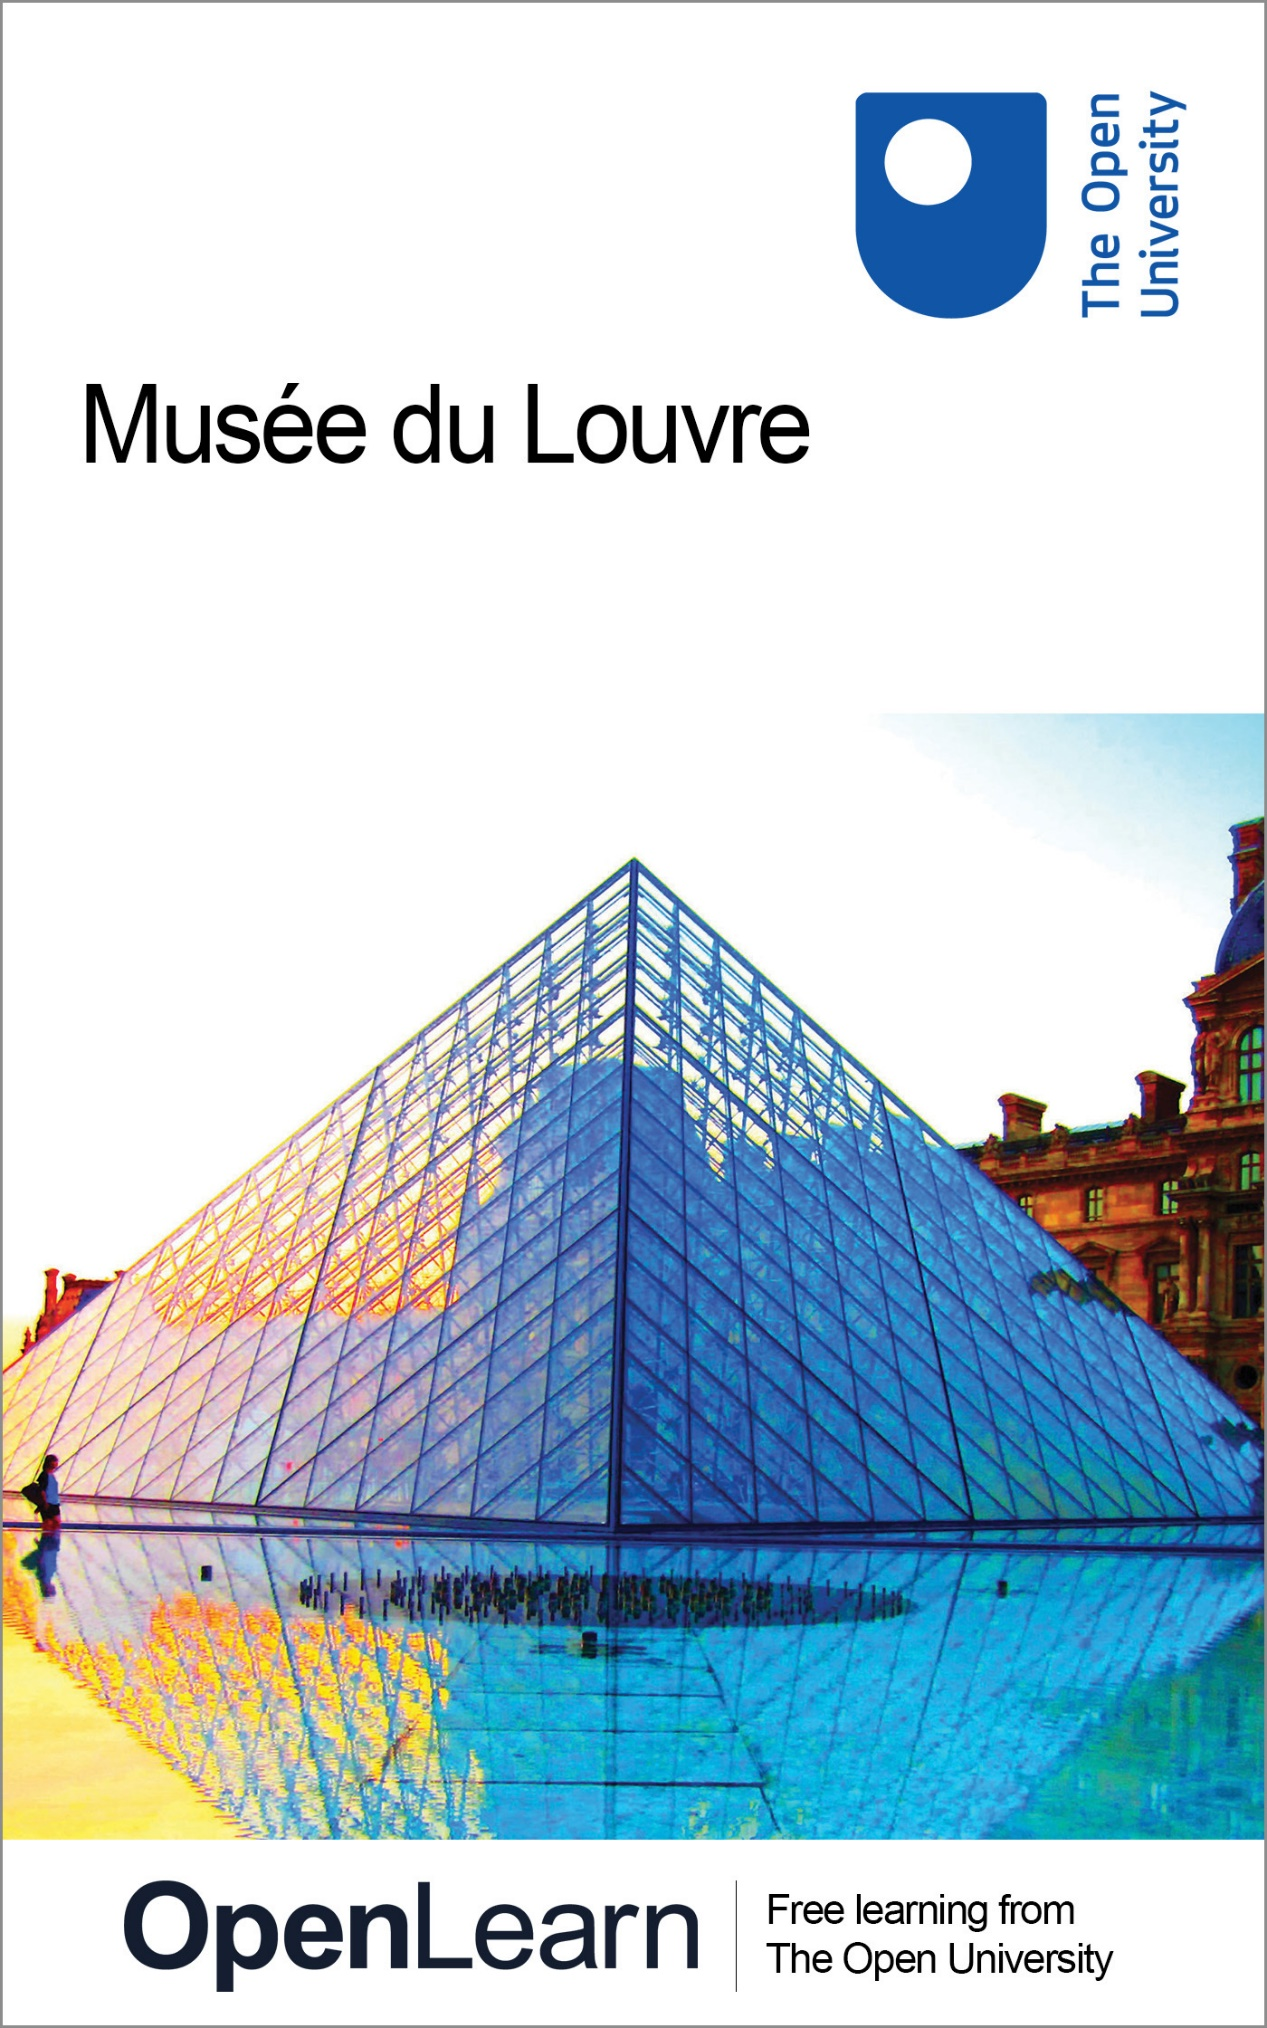 The Open
University
Musée du Louvre
OpenLearn
Free learning from
The Open University